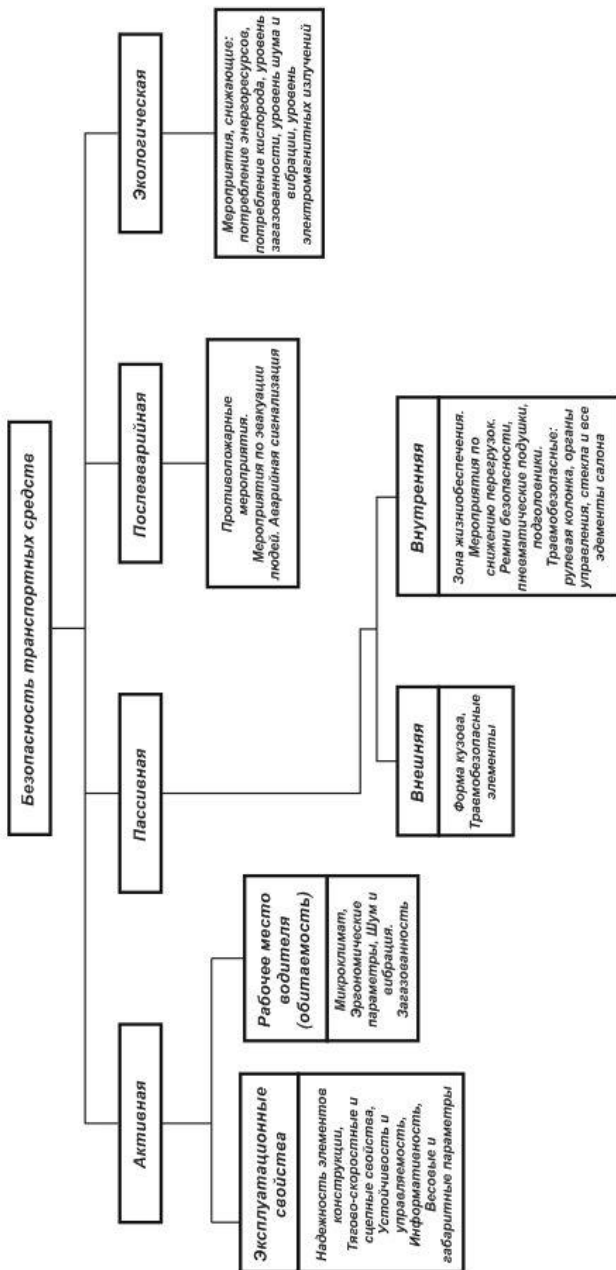 Безопасность транспортных средств
Активная
Пассивная
Послеаварийная
Экологическая
Эксплуатационные
свойства
Надежность элементов
конструкции,
Тягово-скоростные и
сцепные свойства,
Устойчивость и
управляемость,
Информативность,
Весовые и
габаритные параметры
Рабочее место
водителя
(обитаемость)
Микроклимат,
Эргономические
параметры, Шум и
вибрация.
Загазованность
Внешняя
Форма кузова,
Травмобезопасные
элементы
Внутренняя
Зона жизниобеспечения.
Мероприятия по
снижению перегрузок.
Ремни безопасности,
пневматические подушки,
подголовники.
Травмобезопасные:
рулевая колонка, органы
управления, стекла и все
эдементы салона
Противопожарные
мероприятия.
Мероприятия по эвакуации
людей. Аварийная сигнализация
Мероприятия, снижающие:
потребление энергоресурсов,
потребление кислорода, уровень
загазованности, уровень шума и
вибрации, уровень
электромагнитных излучений